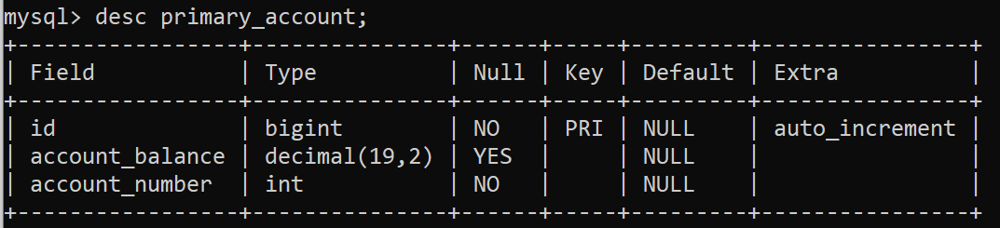 mysql> desc primary_account;
+-----------------+---------------+------+-----+---------+----------------+
| Field           | Type          | Null | Key | Default | Extra          |
+-----------------+---------------+------+-----+---------+----------------+
| id              | bigint        | NO   | PRI | NULL    | auto_increment |
| account_balance | decimal(19,2) | YES  |     | NULL    |                |
| account_number  | int           | NO   |     | NULL    |                |
+-----------------+---------------+------+-----+---------+----------------+